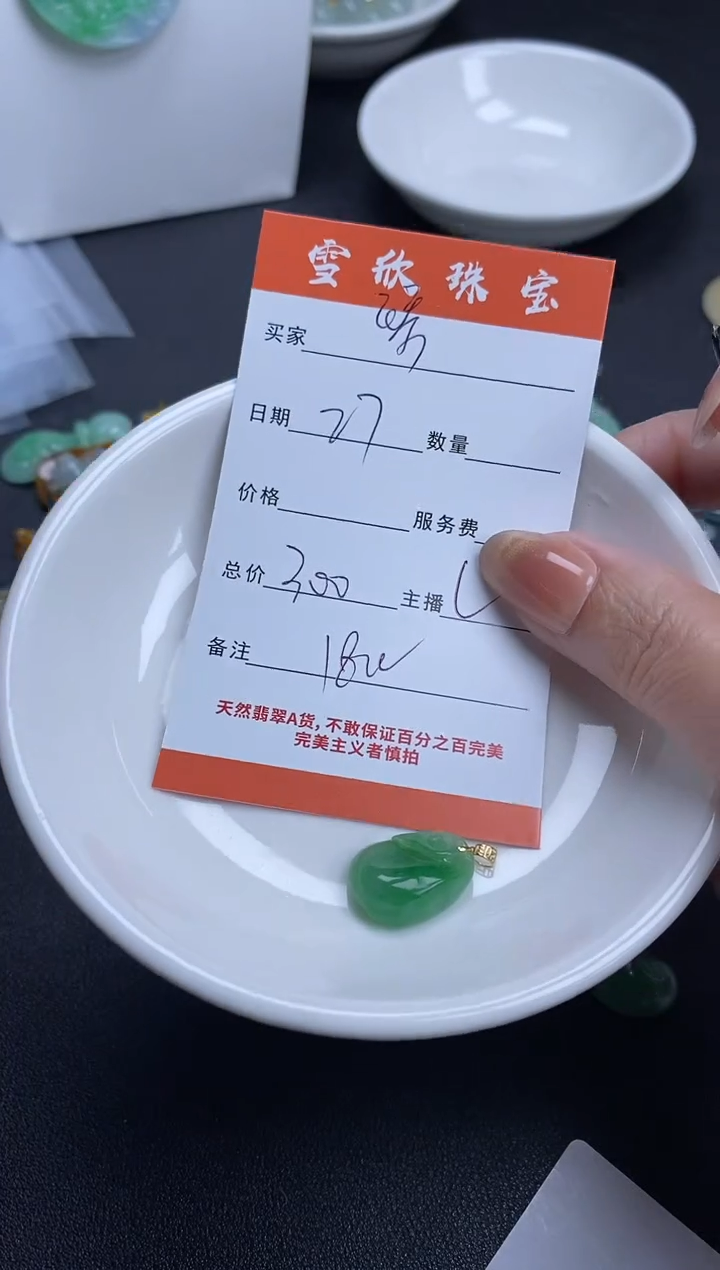 雪欣珠宝
买家
日期 27 数量
价格 服务费
总价 300 主播
备注 18w
天然翡翠A货，不敢保证百分之百完美
完美主义者慎拍